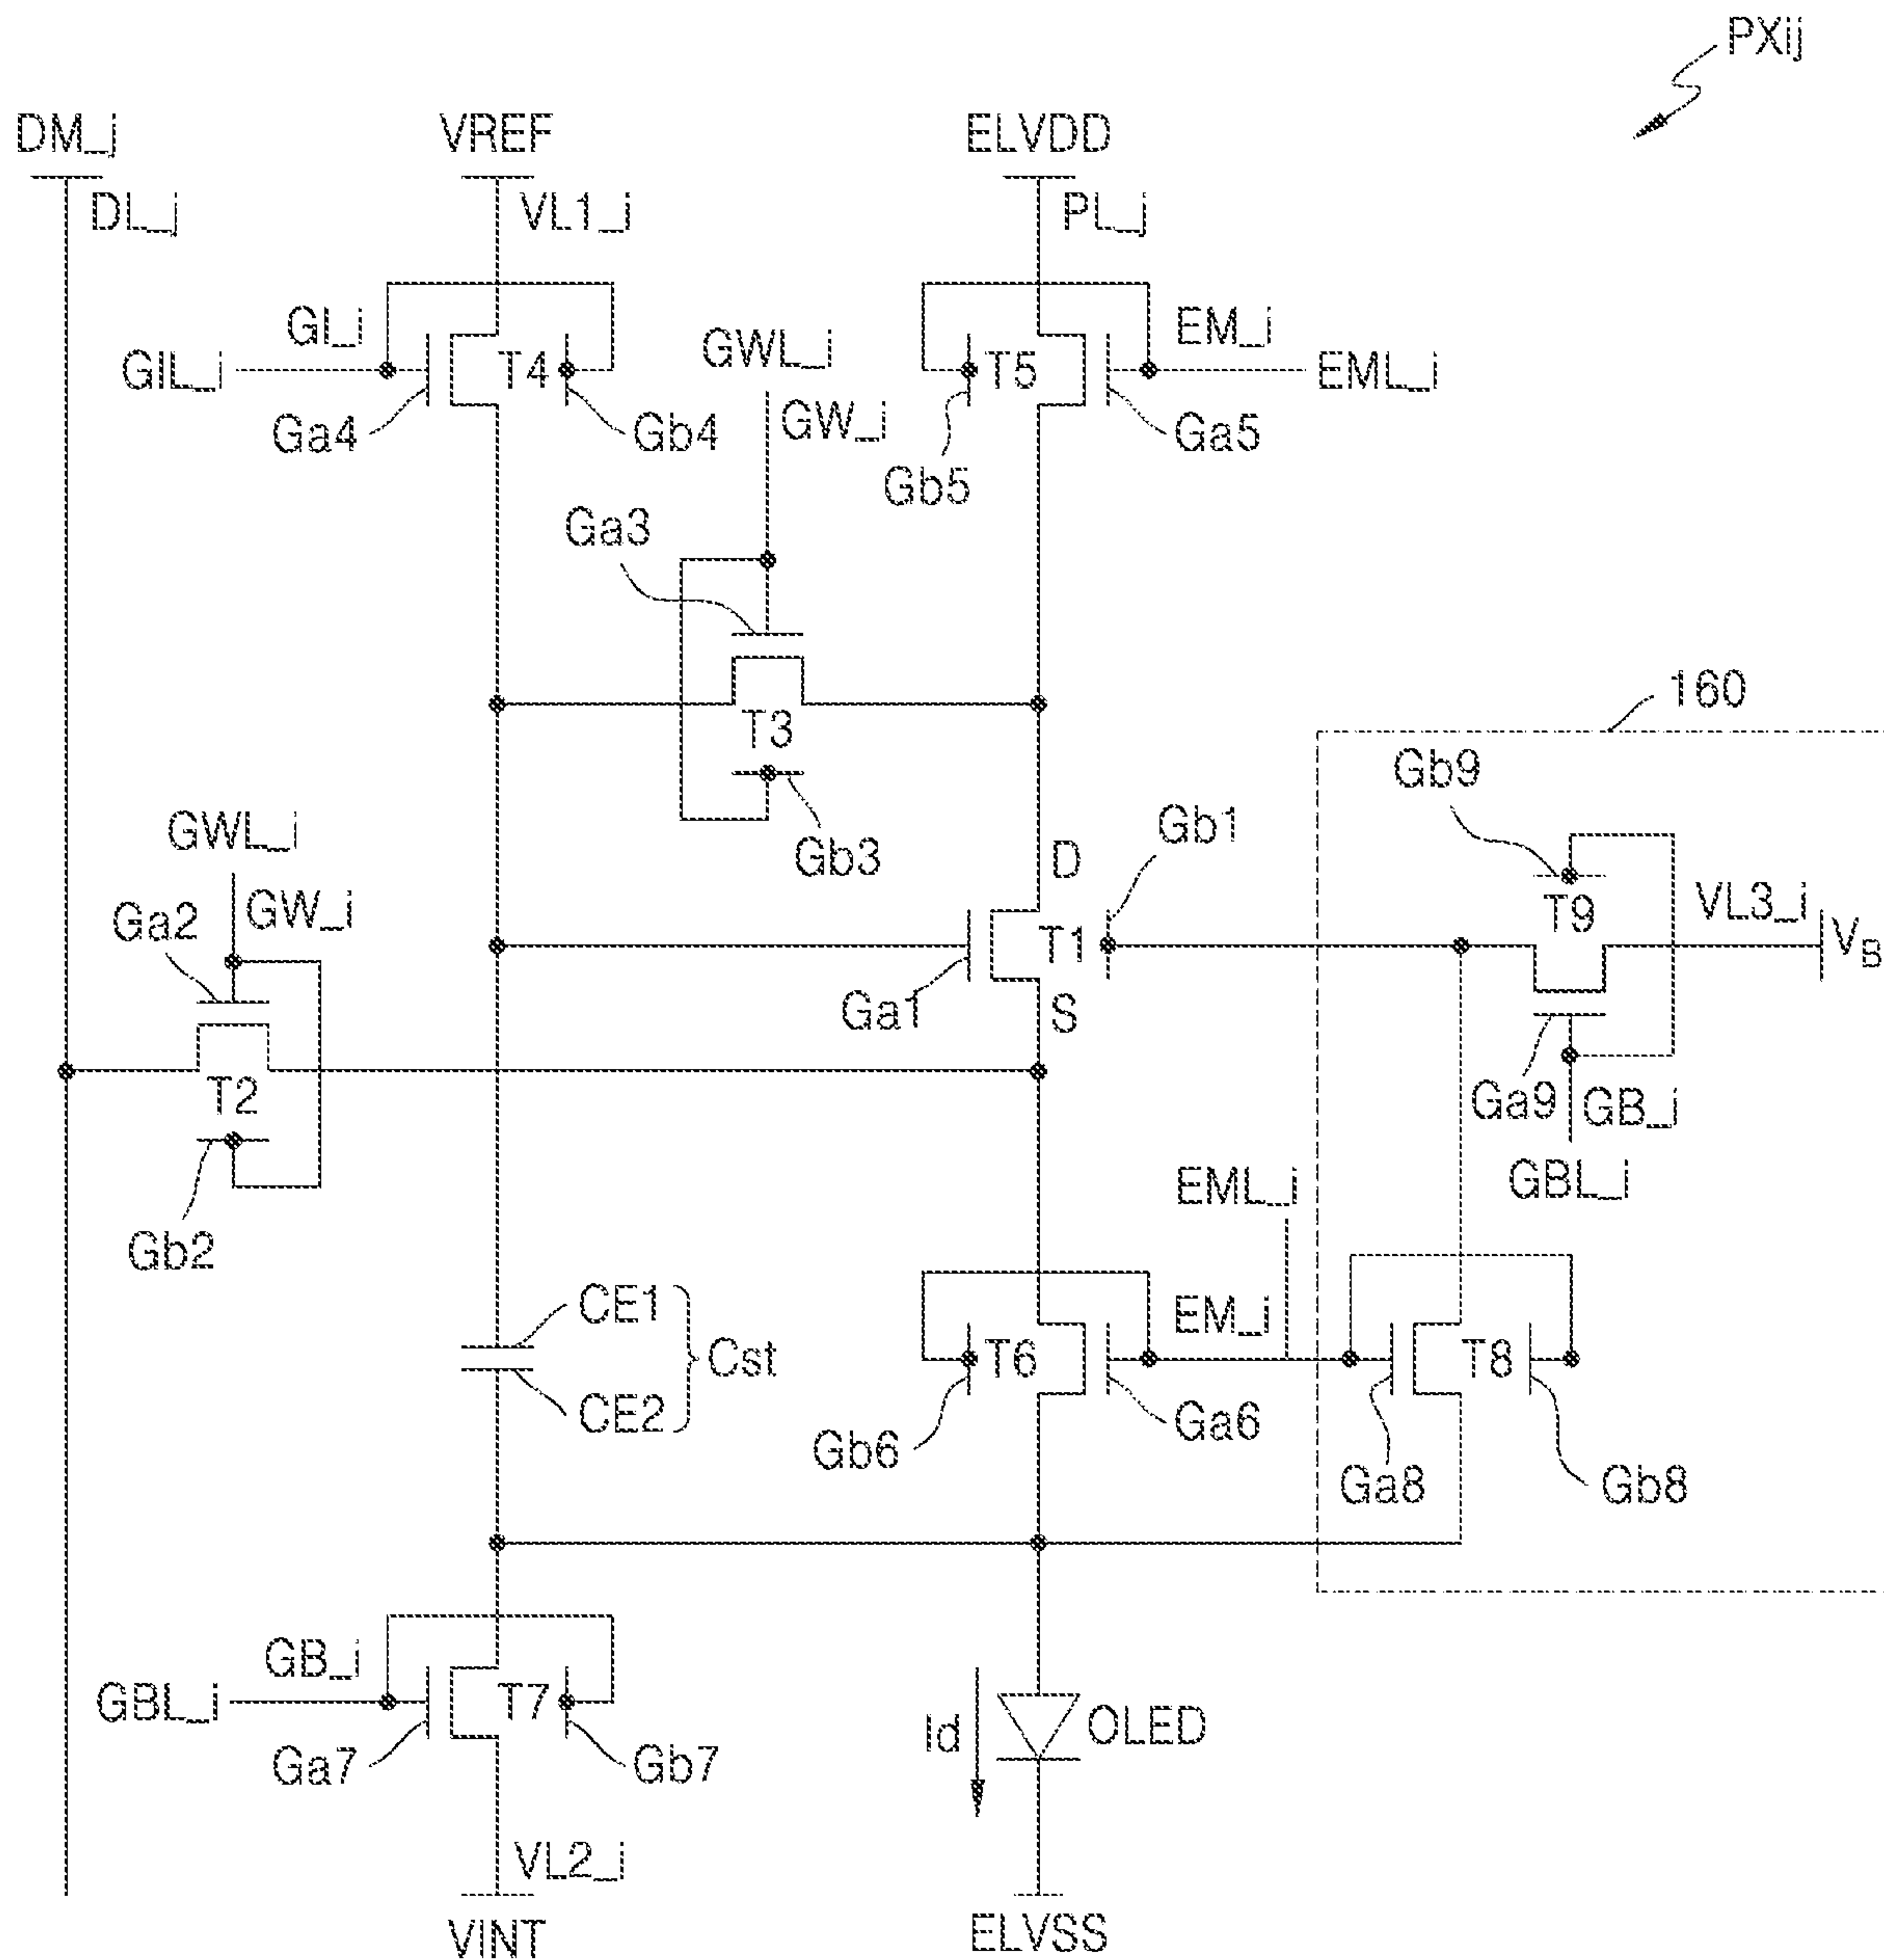 PXij
DM_j
VREF
ELVDD
DL_j
VL1_i
PL_j
GI_i
GIL_i
T4
GWL_i
GW_i
T5
EM_i
EML_i
Ga4
Gb4
Gb5
Ga5
Ga3
160
T3
Gb3
Gb9
GWL_i
Gb1
D
Ga2
GW_i
T1
T9
VL3_i
VB
Ga1
S
T2
Ga9
GB_i
GBL_i
EML_i
Gb2
CE1
Cst
CE2
T6
EM_i
T8
Gb6
Ga6
Ga8
Gb8
GB_i
GBL_i
T7
Ga7
Gb7
Id
OLED
VL2_i
VINT
ELVSS